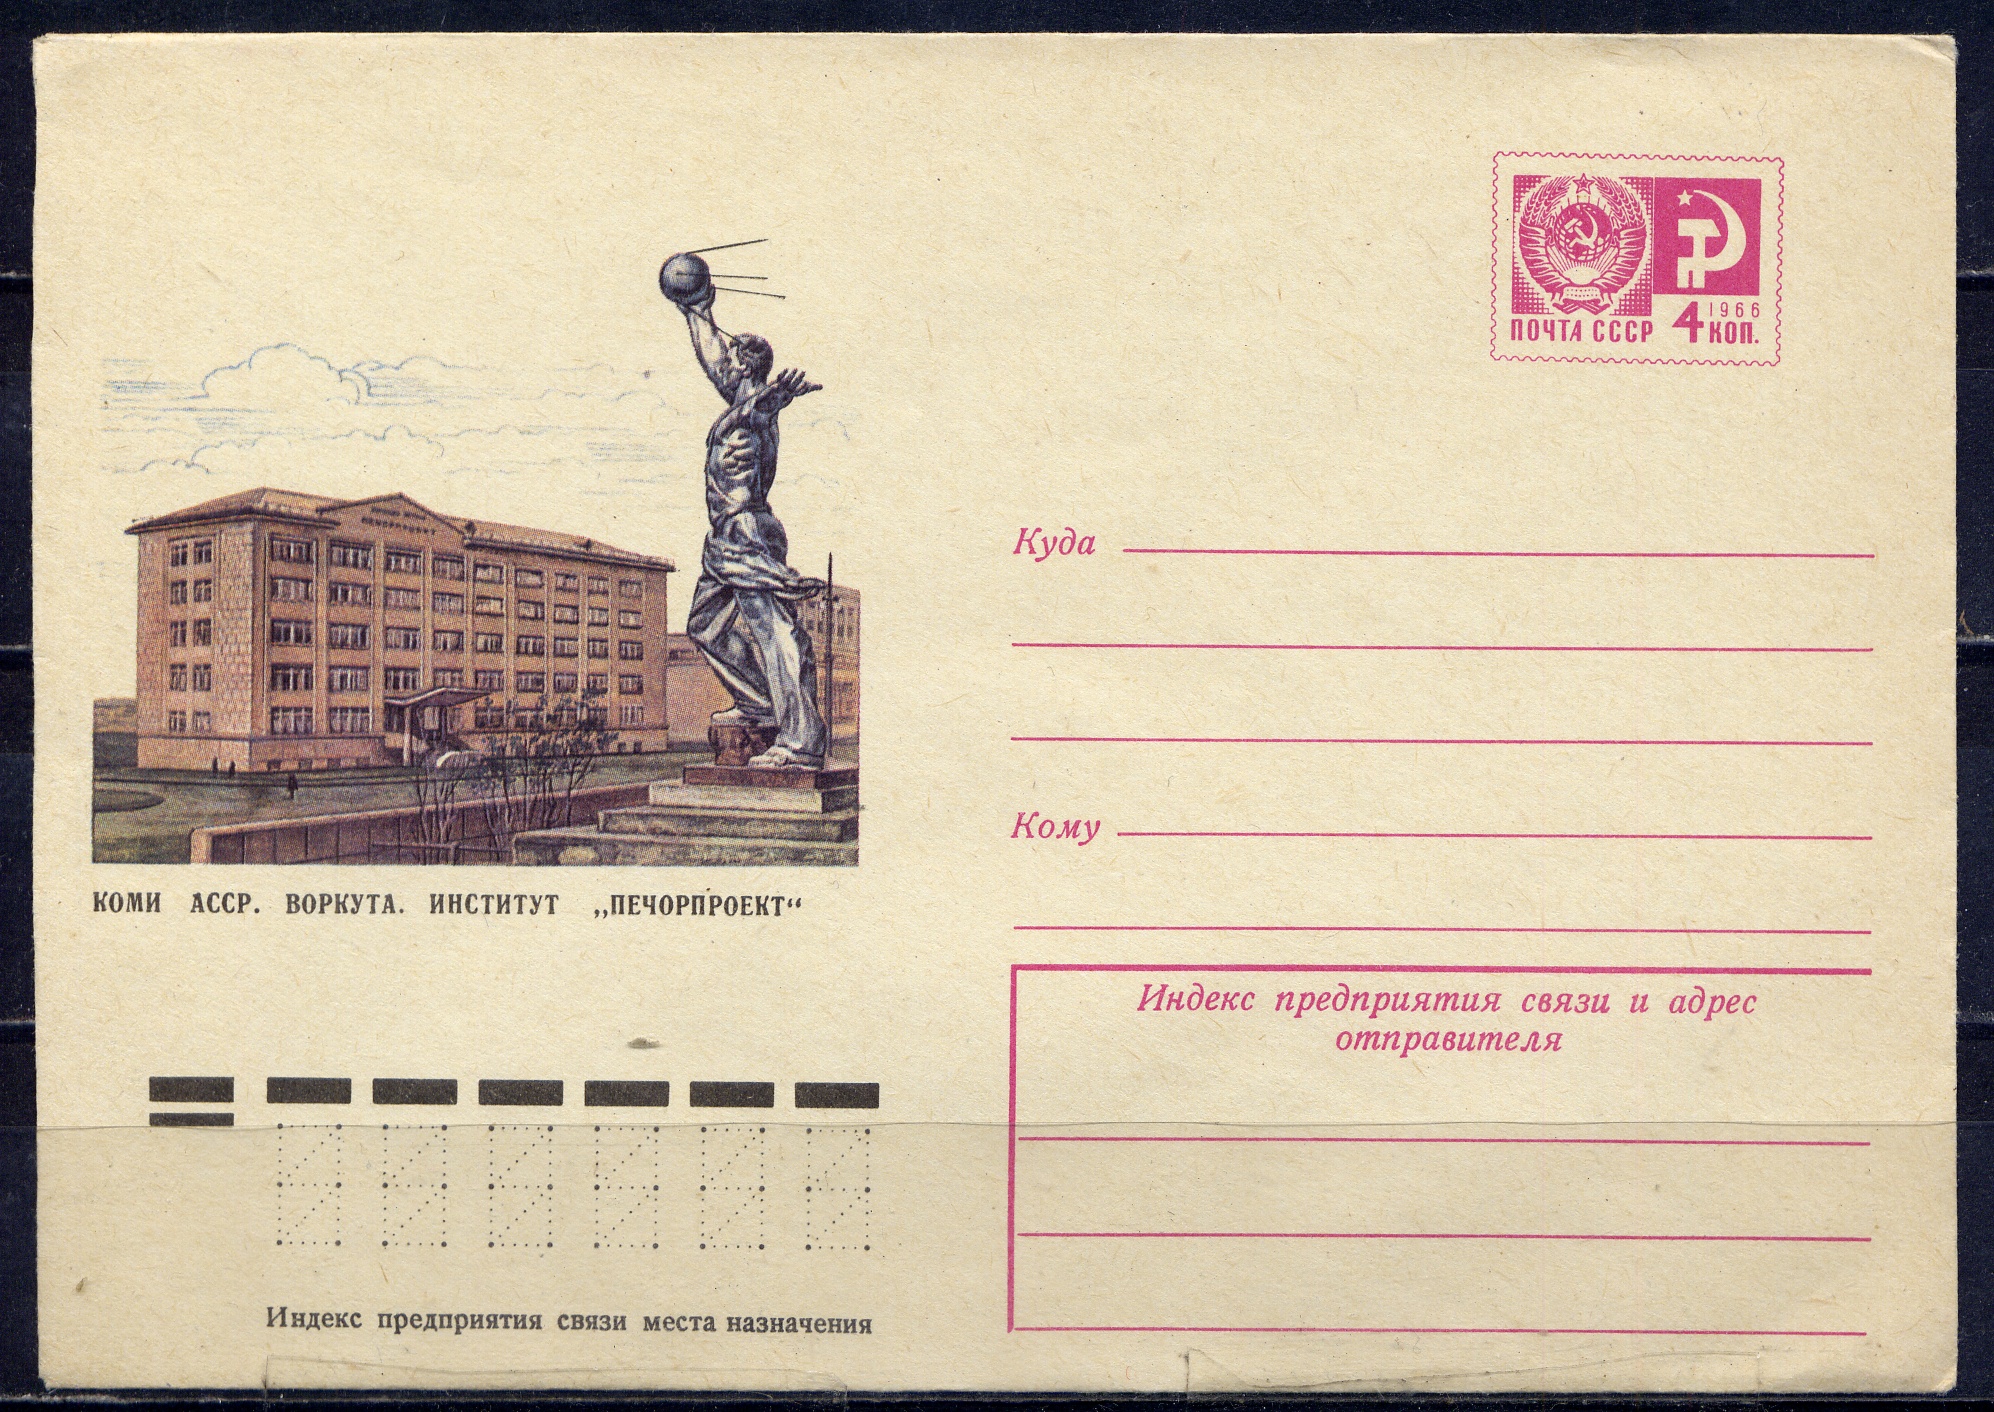 ПОЧТА СССР 4 КОП.
1966
КОМИ АССР. ВОРКУТА. ИНСТИТУТ „ПЕЧОРПРОЕКТ“
Куда
Кому
Индекс предприятия связи и адрес
отправителя
Индекс предприятия связи места назначения